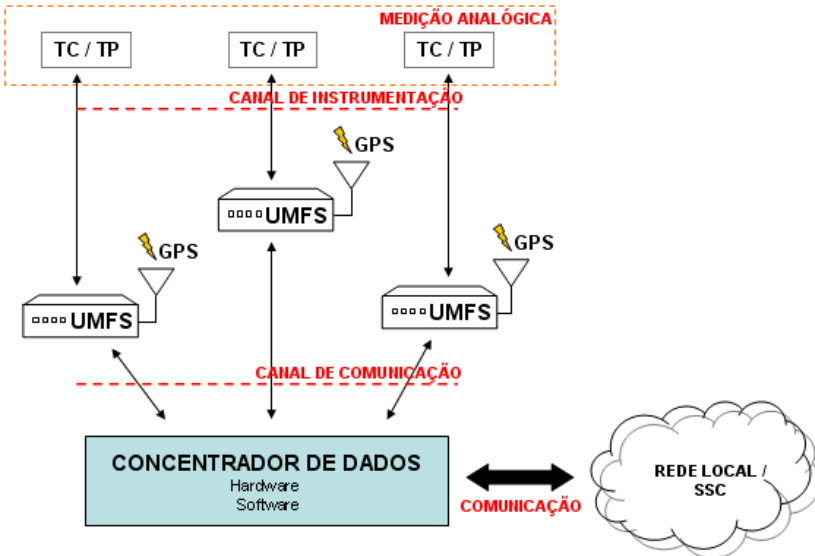 MEDIÇÃO ANALÓGICA
TC / TP
TC / TP
TC / TP
CANAL DE INSTRUMENTAÇÃO
GPS
UMFS
GPS
UMFS
GPS
UMFS
CANAL DE COMUNICAÇÃO
CONCENTRADOR DE DADOS
Hardware
Software
COMUNICAÇÃO
REDE LOCAL /
SSC